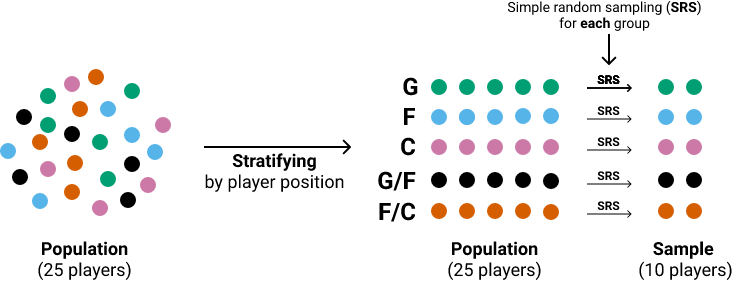 Simple random sampling (SRS)
for each group
G
SRS
F
SRS
C
SRS
G/F
SRS
F/C
SRS
Stratifying
by player position
Population
(25 players)
Population
(25 players)
Sample
(10 players)